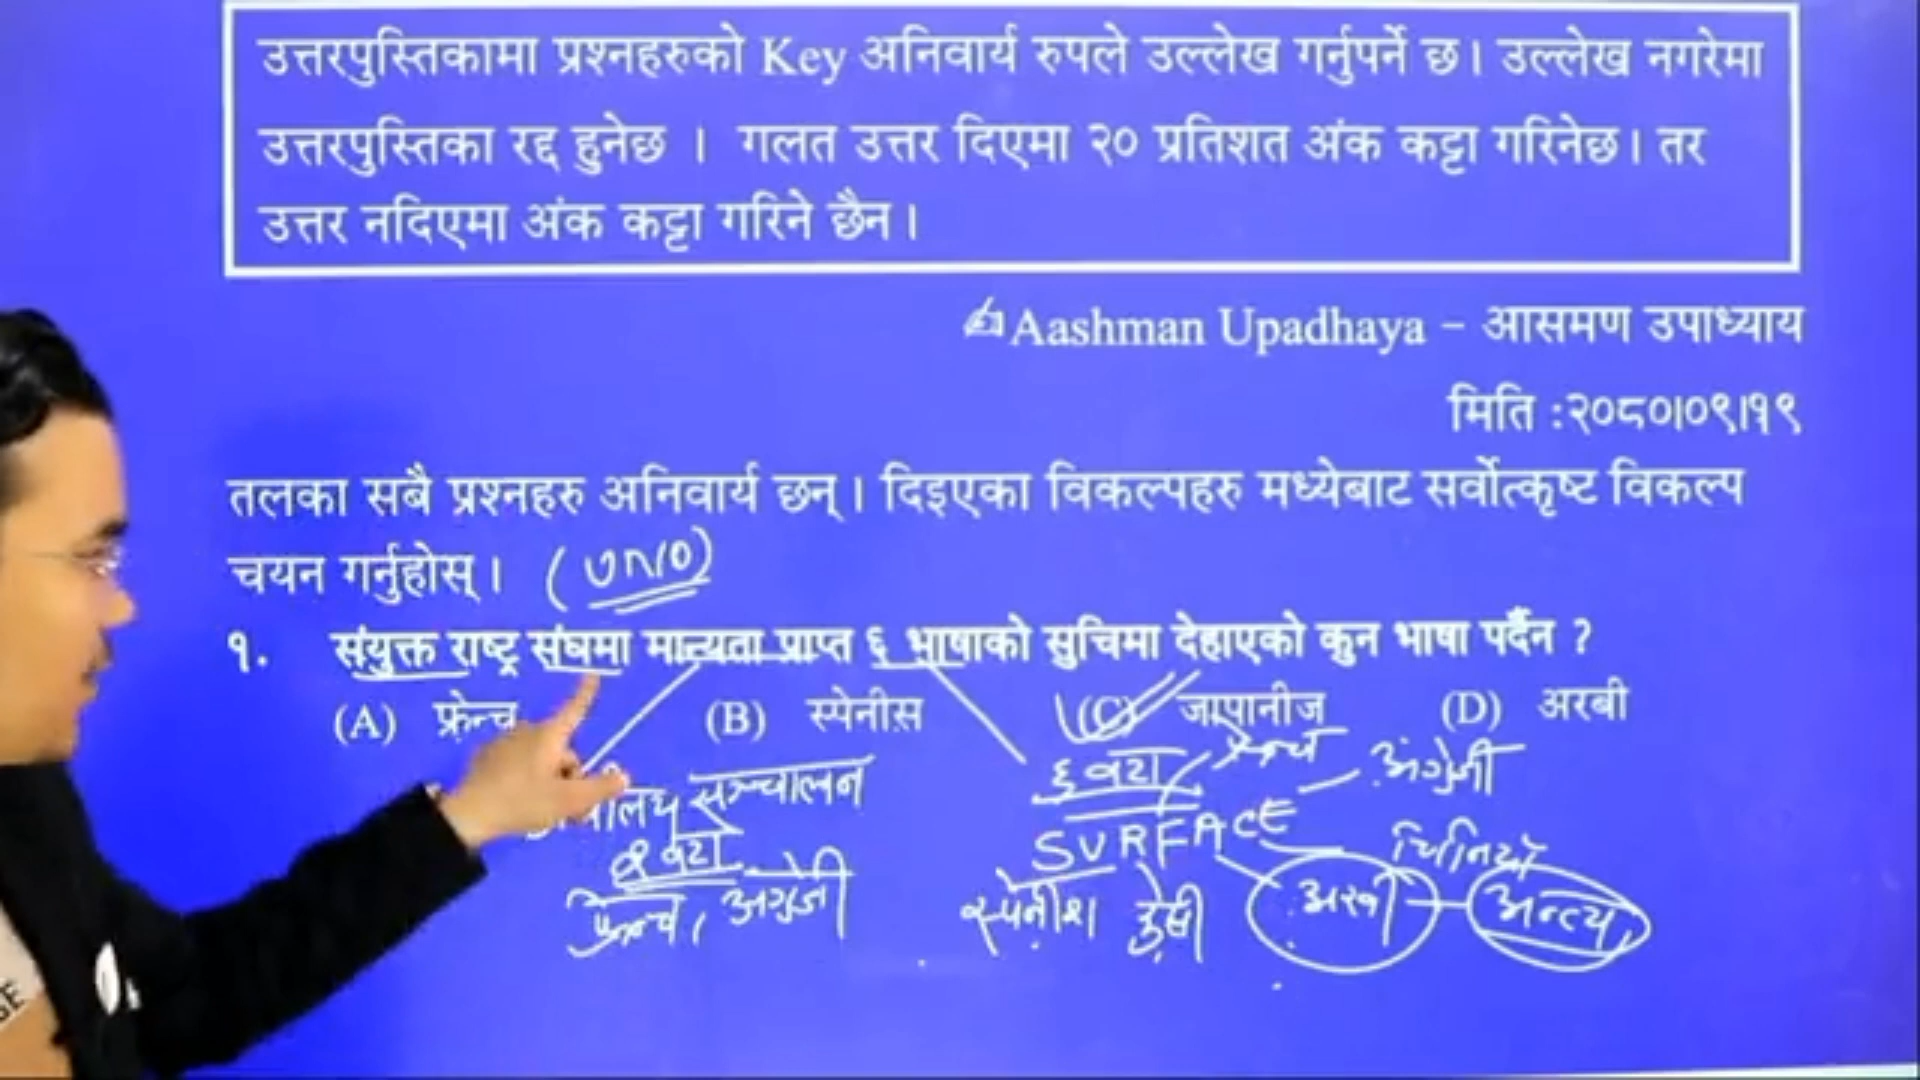 उत्तरपुस्तिकामा प्रश्नहरुको Key अनिवार्य रुपले उल्लेख गर्नुपर्ने छ। उल्लेख नगरेमा
उत्तरपुस्तिका रद्द हुनेछ । गलत उत्तर दिएमा २० प्रतिशत अंक कट्टा गरिनेछ। तर
उत्तर नदिएमा अंक कट्टा गरिने छैन।
✍Aashman Upadhaya – आसमण उपाध्याय
मिति :२०८०।०९।१९
तलका सबै प्रश्नहरु अनिवार्य छन्। दिइएका विकल्पहरु मध्येबाट सर्वोत्कृष्ट विकल्प
चयन गर्नुहोस्। (UNO)
१. संयुक्त राष्ट्र संघमा मान्यता प्राप्त ६ भाषाको सुचिमा देहाएको कुन भाषा पर्दैन ?
(A) फ्रेन्च (B) स्पेनीस (C) जापानीज (D) अरबी
६ वटा फ्रेन्च अंग्रेजी
सञ्चालन
SURFACE चिनियाँ
२ वटा
फ्रेन्च, अंग्रेजी स्पेनीश अरबी अन्त्य